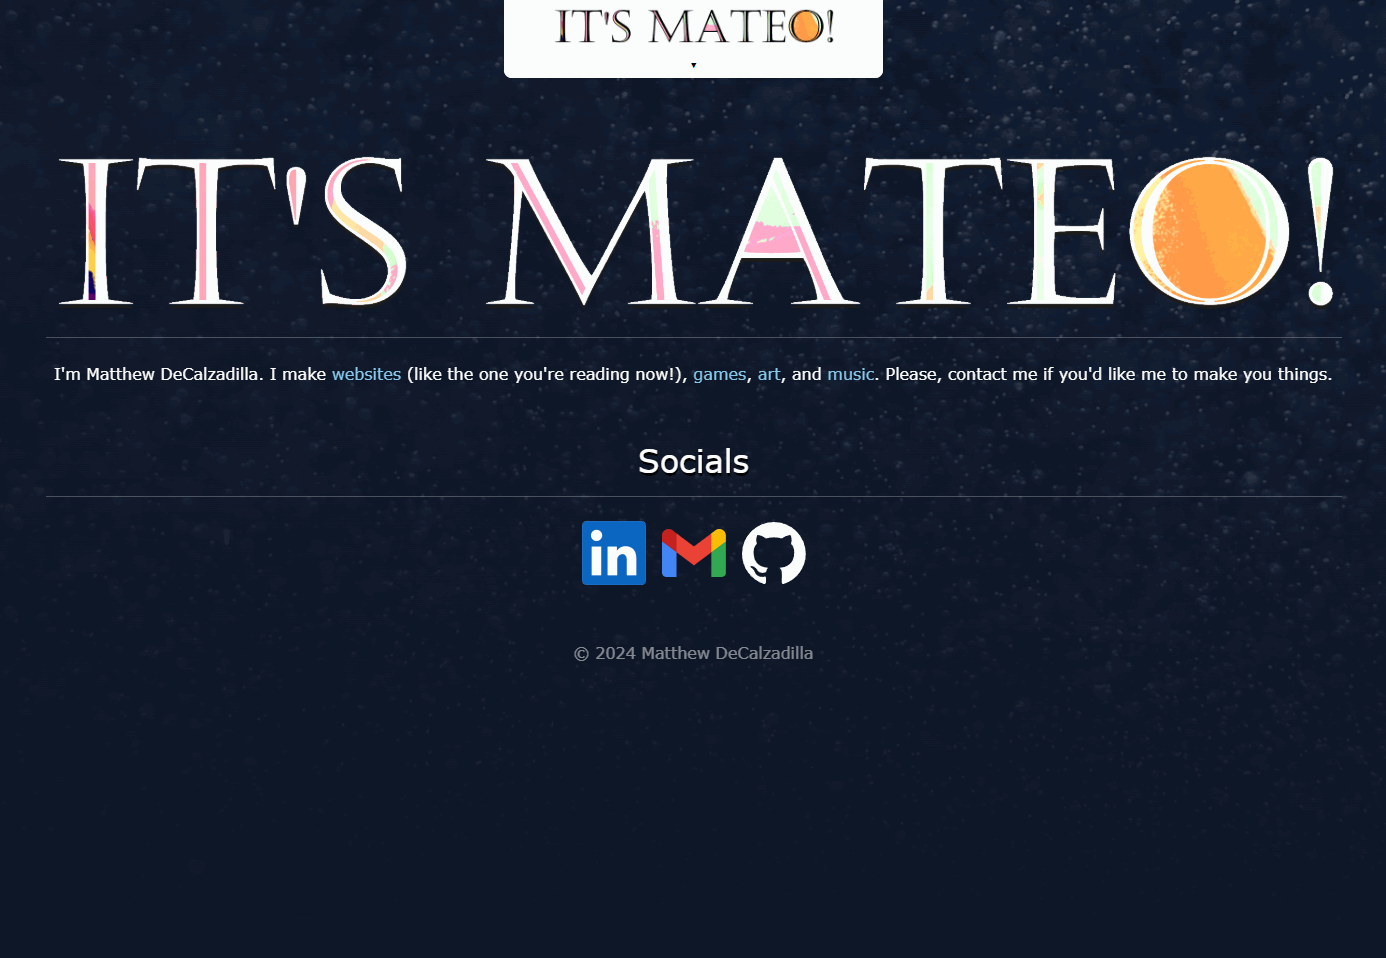 IT'S MATEO!
IT'S MATEO!
I'm Matthew DeCalzadilla. I make websites (like the one you're reading now!), games, art, and music. Please, contact me if you'd like me to make you things.
Socials
in
© 2024 Matthew DeCalzadilla